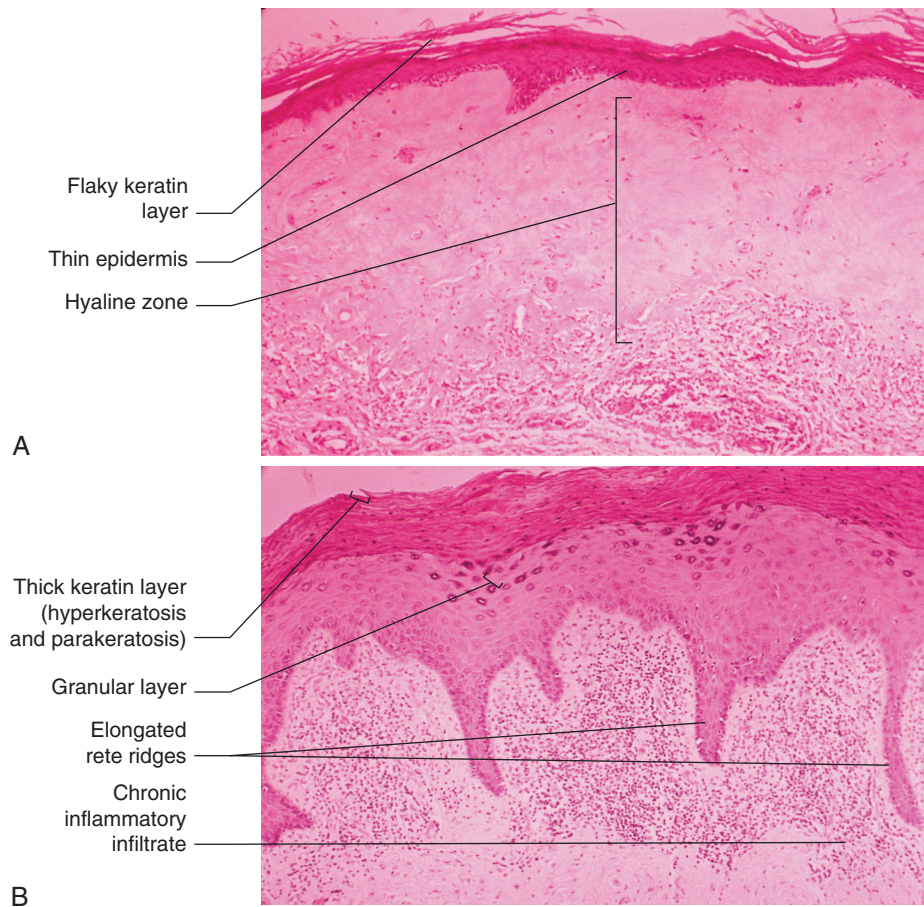 Flaky keratin
layer
Thin epidermis
Hyaline zone
A
Thick keratin layer
(hyperkeratosis
and parakeratosis)
Granular layer
Elongated
rete ridges
Chronic
inflammatory
infiltrate
B